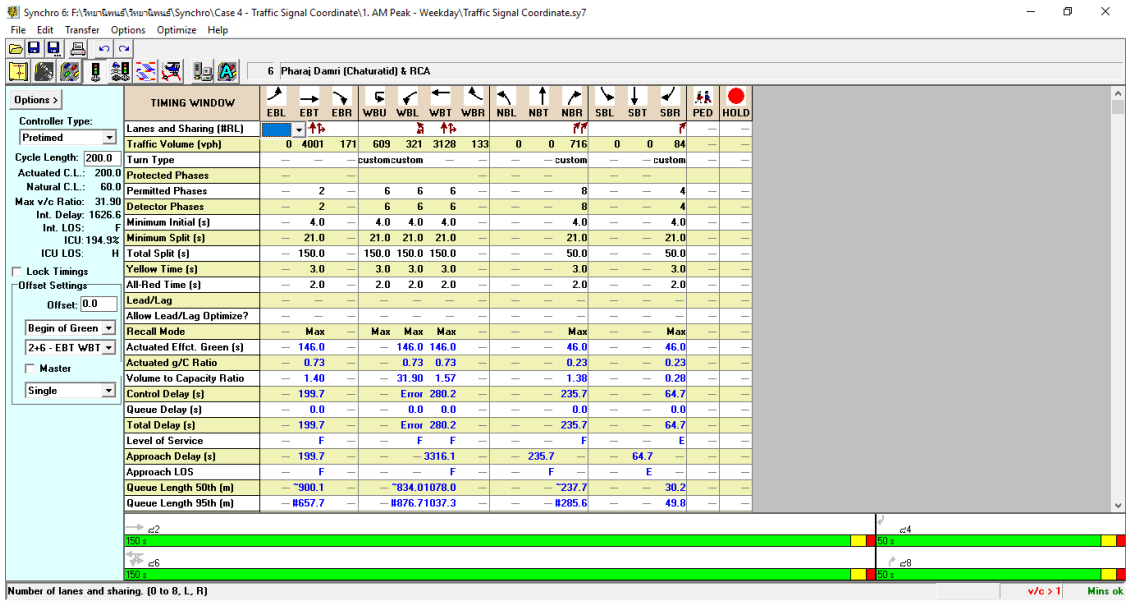 Synchro 6: F:\วิทยานิพนธ์\วิทยานิพนธ์\Synchro\Case 4 - Traffic Signal Coordinate\1. AM Peak - Weekday\Traffic Signal Coordinate.sy7
File Edit Transfer Options Optimize Help
6 Pharaj Damri (Chaturatid) & RCA
Options >
Controller Type:
Pretimed
Cycle Length: 200.0
Actuated C.L.: 200.0
Natural C.L.: 60.0
Max v/c Ratio: 31.90
Int. Delay: 1626.6
Int. LOS: F
ICU: 194.9%
ICU LOS: H
Lock Timings
Offset Settings
Offset: 0.0
Begin of Green
2+6 - EBT WBT
Master
Single
TIMING WINDOW EBL EBT EBR WBU WBL WBT WBR NBL NBT NBR SBL SBT SBR PED HOLD
Lanes and Sharing (#RL) — —
Traffic Volume (vph) 0 4001 171 609 321 3128 133 0 0 716 0 0 84 — —
Turn Type — — — custom custom — — — — custom — — custom — —
Protected Phases — — — — — —
Permitted Phases — 2 — 6 6 6 — — — 8 — — 4 — —
Detector Phases — 2 — 6 6 6 — — — 8 — — 4 — —
Minimum Initial (s) — 4.0 — 4.0 4.0 4.0 — — — 4.0 — — 4.0 — —
Minimum Split (s) — 21.0 — 21.0 21.0 21.0 — — — 21.0 — — 21.0 — —
Total Split (s) — 150.0 — 150.0 150.0 150.0 — — — 50.0 — — 50.0 — —
Yellow Time (s) — 3.0 — 3.0 3.0 3.0 — — — 3.0 — — 3.0 — —
All-Red Time (s) — 2.0 — 2.0 2.0 2.0 — — — 2.0 — — 2.0 — —
Lead/Lag — — — — — — — — — — — — — — —
Allow Lead/Lag Optimize? — — — — — — — — — — — — — — —
Recall Mode — Max — Max Max Max — — — Max — — Max — —
Actuated Effct. Green (s) — 146.0 — — 146.0 146.0 — — — 46.0 — — 46.0 — —
Actuated g/C Ratio — 0.73 — — 0.73 0.73 — — — 0.23 — — 0.23 — —
Volume to Capacity Ratio — 1.40 — — 31.90 1.57 — — — 1.38 — — 0.28 — —
Control Delay (s) — 199.7 — — Error 280.2 — — — 235.7 — — 64.7 — —
Queue Delay (s) — 0.0 — — 0.0 0.0 — — — 0.0 — — 0.0 — —
Total Delay (s) — 199.7 — — Error 280.2 — — — 235.7 — — 64.7 — —
Level of Service — F — — F F — — — F — — E — —
Approach Delay (s) — 199.7 — — — 3316.1 — — 235.7 — — 64.7 — — —
Approach LOS — F — — — F — — F — — E — — —
Queue Length 50th (m) — ~900.1 — — ~834.0 1078.0 — — — ~237.7 — — 30.2 — —
Queue Length 95th (m) — #657.7 — — #876.7 1037.3 — — — #285.6 — — 49.8 — —
ø2
ø4
150 s
50 s
ø6
ø8
150 s
50 s
Number of lanes and sharing. (0 to 8, L, R)
v/c > 1
Mins ok